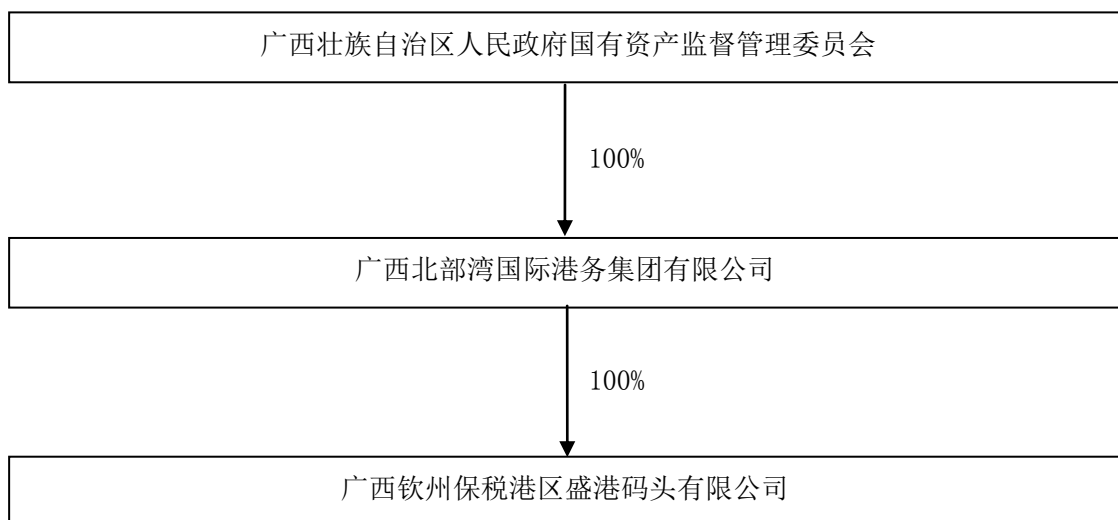 广西壮族自治区人民政府国有资产监督管理委员会
100%
广西北部湾国际港务集团有限公司
100%
广西钦州保税港区盛港码头有限公司